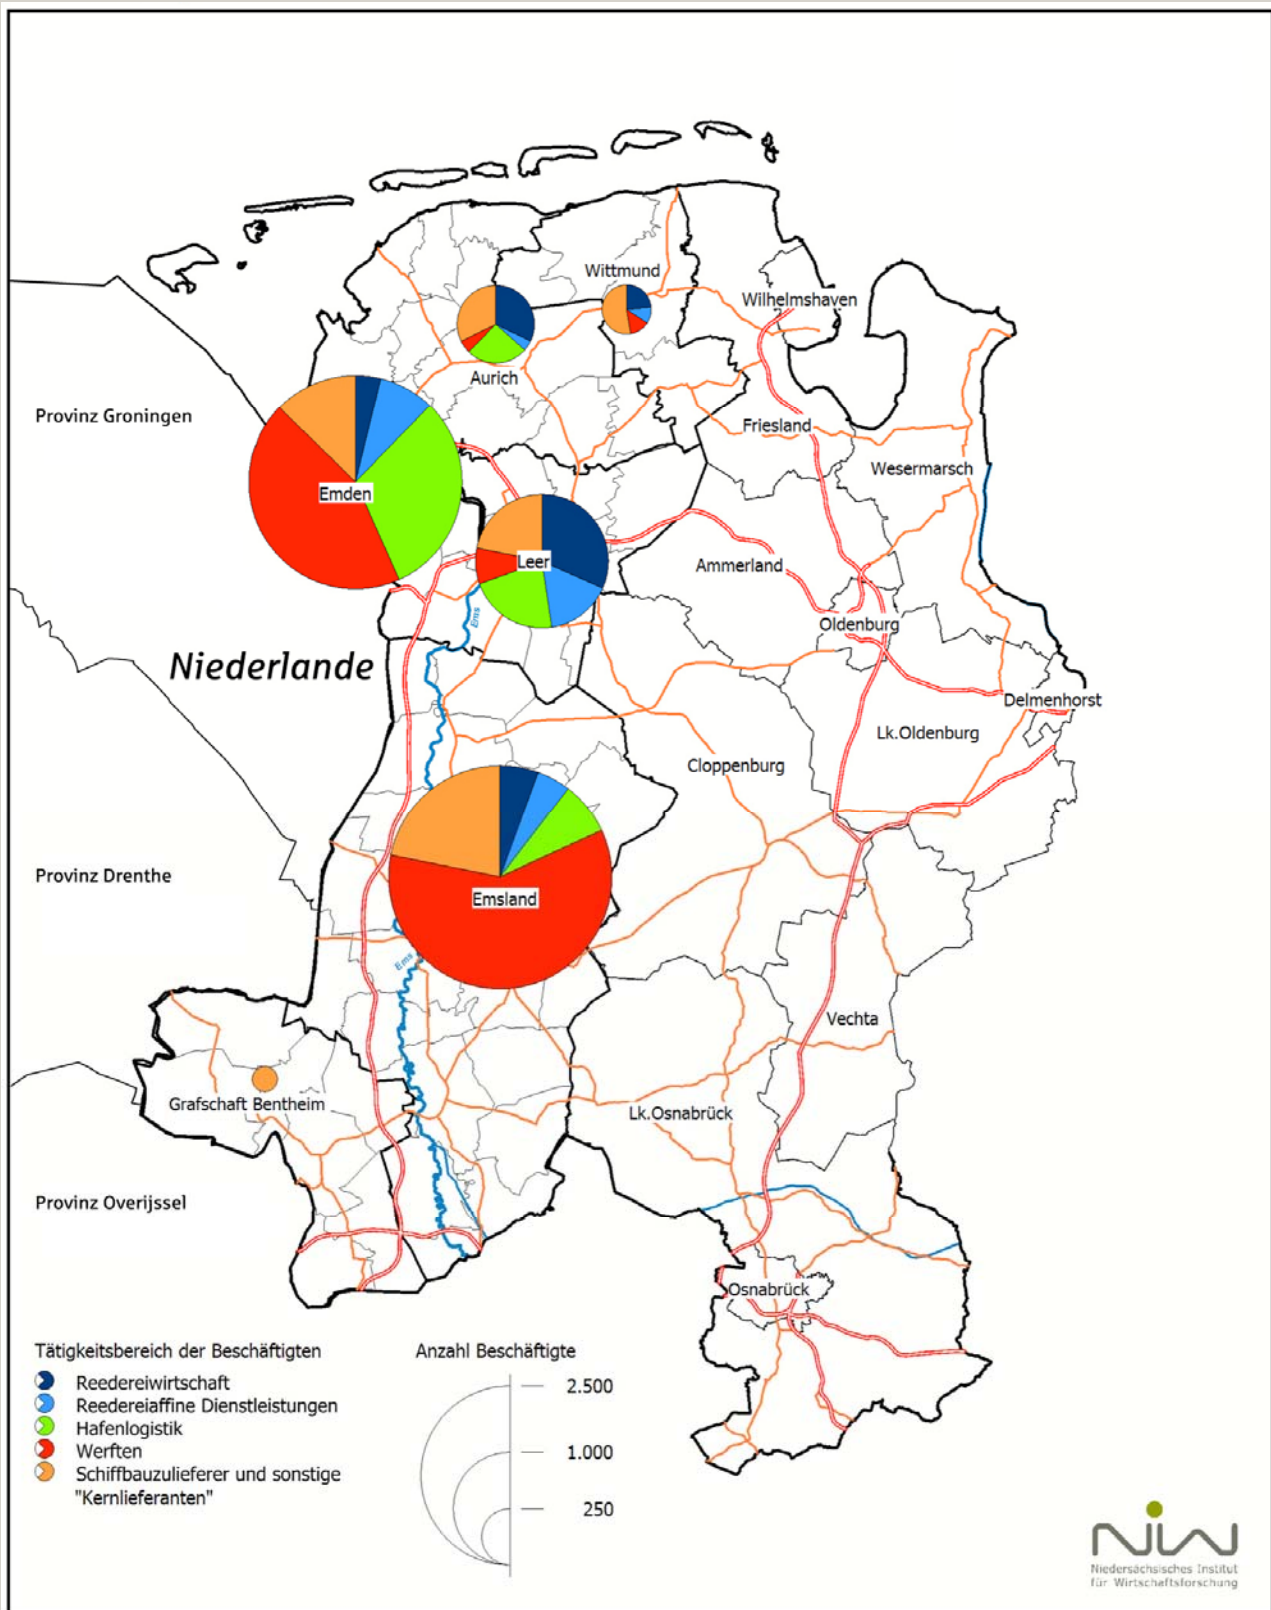 Wittmund
Wilhelmshaven
Aurich
Provinz Groningen
Friesland
Wesermarsch
Emden
Leer
Ammerland
Ems
Oldenburg
Niederlande
Delmenhorst
Lk.Oldenburg
Cloppenburg
Provinz Drenthe
Emsland
Ems
Vechta
Grafschaft Bentheim
Lk.Osnabrück
Provinz Overijssel
Osnabrück
Tätigkeitsbereich der Beschäftigten
Reedereiwirtschaft
Reedereiaffine Dienstleistungen
Hafenlogistik
Werften
Schiffbauzulieferer und sonstige
"Kernlieferanten"
Anzahl Beschäftigte
2.500
1.000
250
NIW
Niedersächsisches Institut
für Wirtschaftsforschung